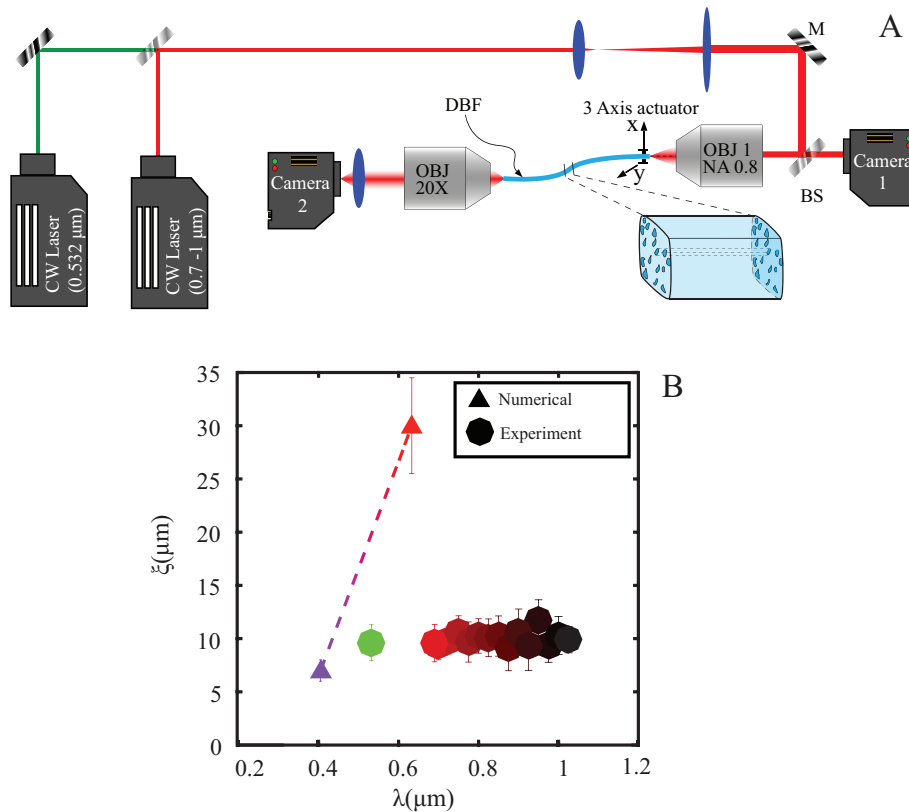 A
M
DBF
3 Axis actuator
x
y
OBJ 1
NA 0.8
Camera
1
BS
OBJ
20X
Camera
2
CW Laser
(0.532 μm)
CW Laser
(0.7 -1 μm)
B
35
30
25
20
15
10
5
0
ξ(μm)
Numerical
Experiment
0.2
0.4
0.6
0.8
1
1.2
λ(μm)